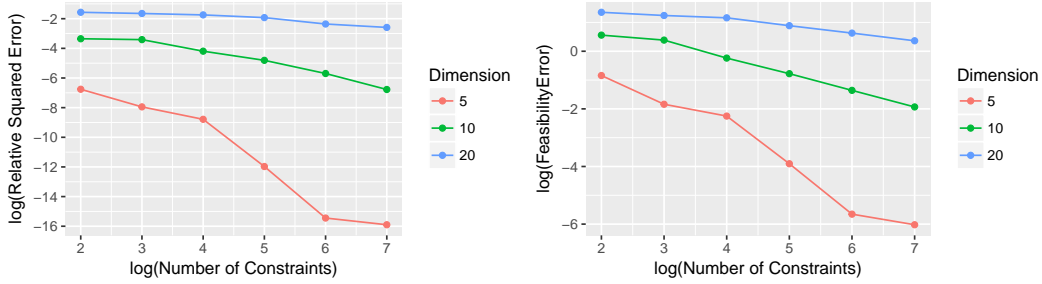 log(Relative Squared Error)
−2
−4
−6
−8
−10
−12
−14
−16
2 3 4 5 6 7
log(Number of Constraints)
Dimension
5
10
20
log(FeasibilityError)
0
−2
−4
−6
2 3 4 5 6 7
log(Number of Constraints)
Dimension
5
10
20